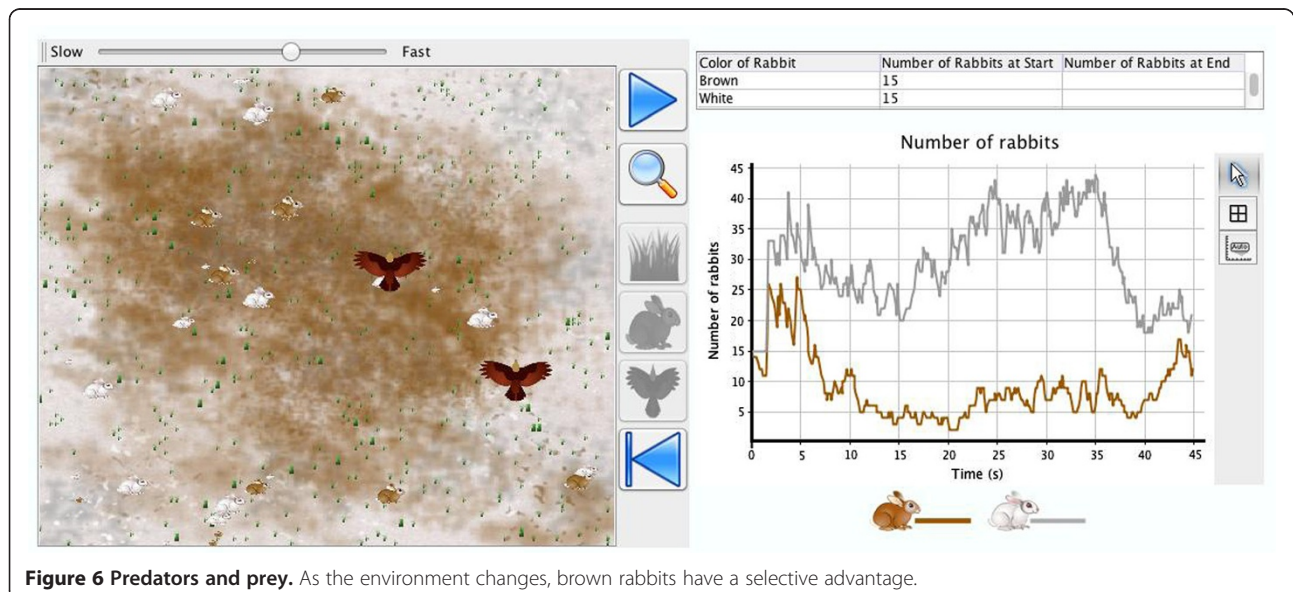 Slow Fast
Color of Rabbit Number of Rabbits at Start Number of Rabbits at End
Brown 15
White 15
Number of rabbits
45
40
35
30
25
20
15
10
5
Number of rabbits
0 5 10 15 20 25 30 35 40 45
Time (s)
Auto
Figure 6 Predators and prey. As the environment changes, brown rabbits have a selective advantage.